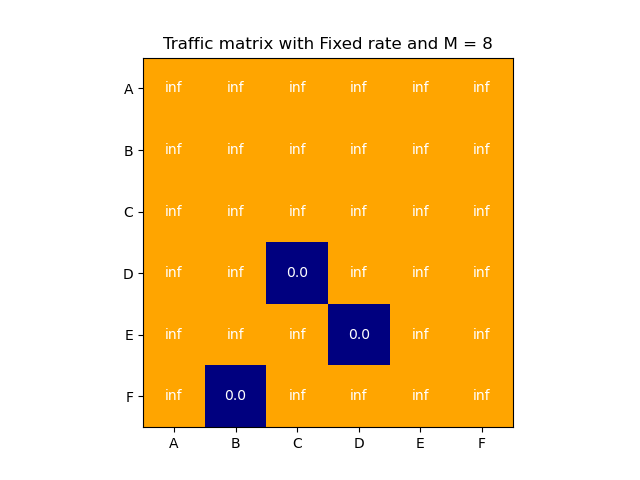 Traffic matrix with Fixed rate and M = 8
A inf inf inf inf inf inf
B inf inf inf inf inf inf
C inf inf inf inf inf inf
D inf inf 0.0 inf inf inf
E inf inf inf 0.0 inf inf
F inf 0.0 inf inf inf inf
A B C D E F